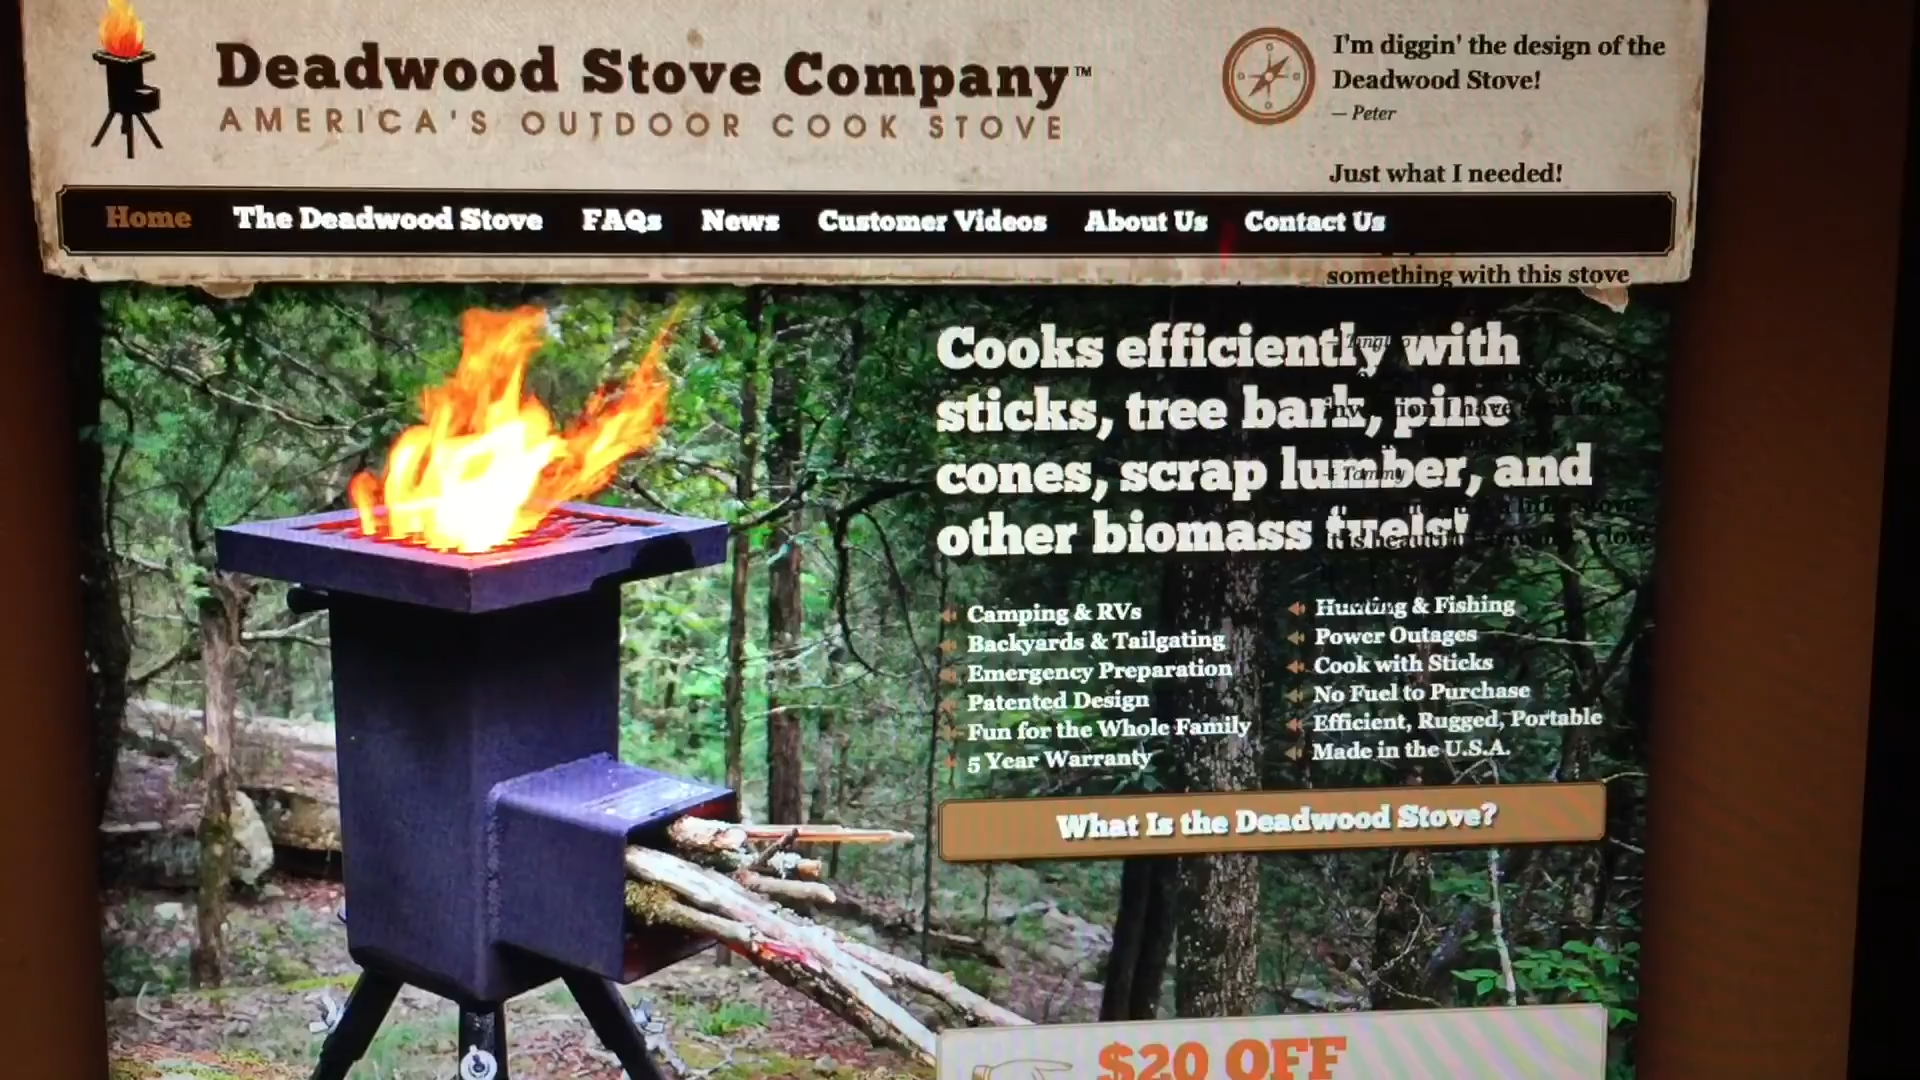 Deadwood Stove Company™
AMERICA'S OUTDOOR COOK STOVE
I'm diggin' the design of the
Deadwood Stove!
— Peter
Just what I needed!
Home The Deadwood Stove FAQs News Customer Videos About Us Contact Us
something with this stove
Cooks efficiently with
sticks, tree bark, pine
cones, scrap lumber, and
other biomass fuels!
Tammy
Camping & RVs
Backyards & Tailgating
Emergency Preparation
Patented Design
Fun for the Whole Family
5 Year Warranty
Hunting & Fishing
Power Outages
Cook with Sticks
No Fuel to Purchase
Efficient, Rugged, Portable
Made in the U.S.A.
What Is the Deadwood Stove?
$20 OFF